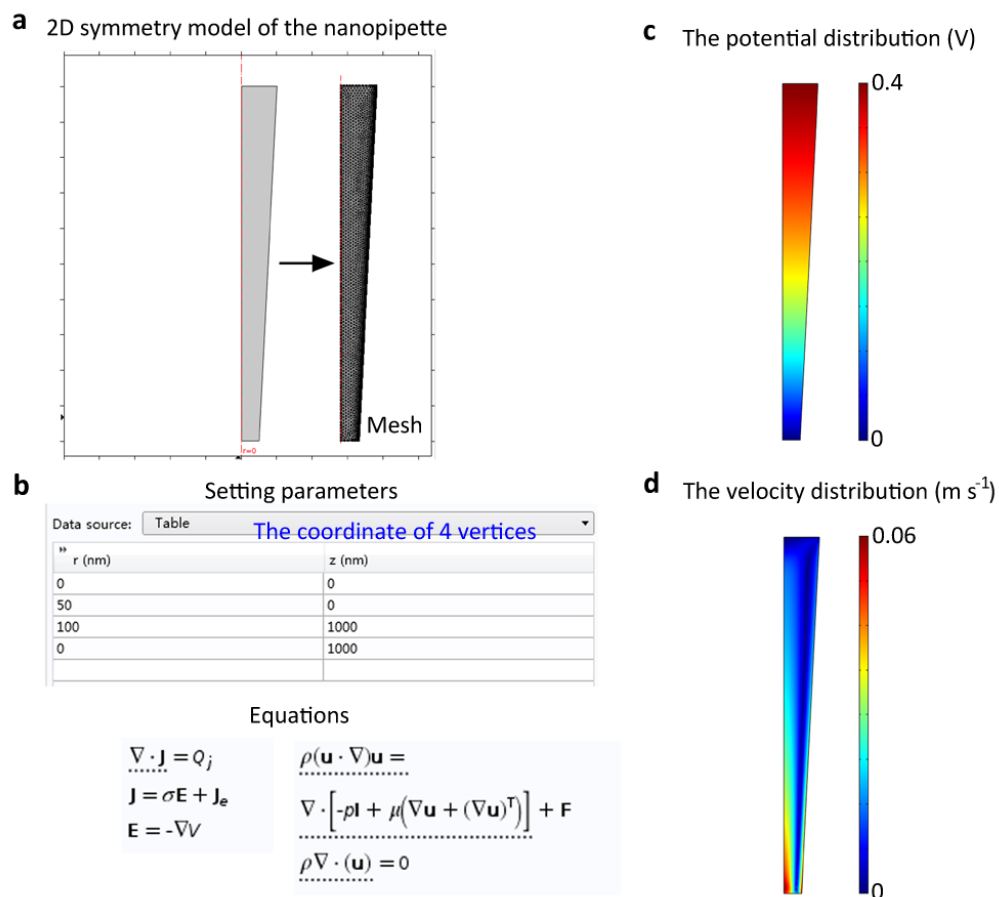 a 2D symmetry model of the nanopipette
Mesh
r=0
b Setting parameters
Data source: Table
The coordinate of 4 vertices
r (nm) z (nm)
0 0
50 0
100 1000
0 1000
Equations
∇ · J = Qj
J = σE + Je
E = -∇V
ρ(u · ∇)u =
∇ · [-pI + μ(∇u + (∇u)ᵀ)] + F
ρ∇ · (u) = 0
c The potential distribution (V)
0.4
0
d The velocity distribution (m s⁻¹)
0.06
0